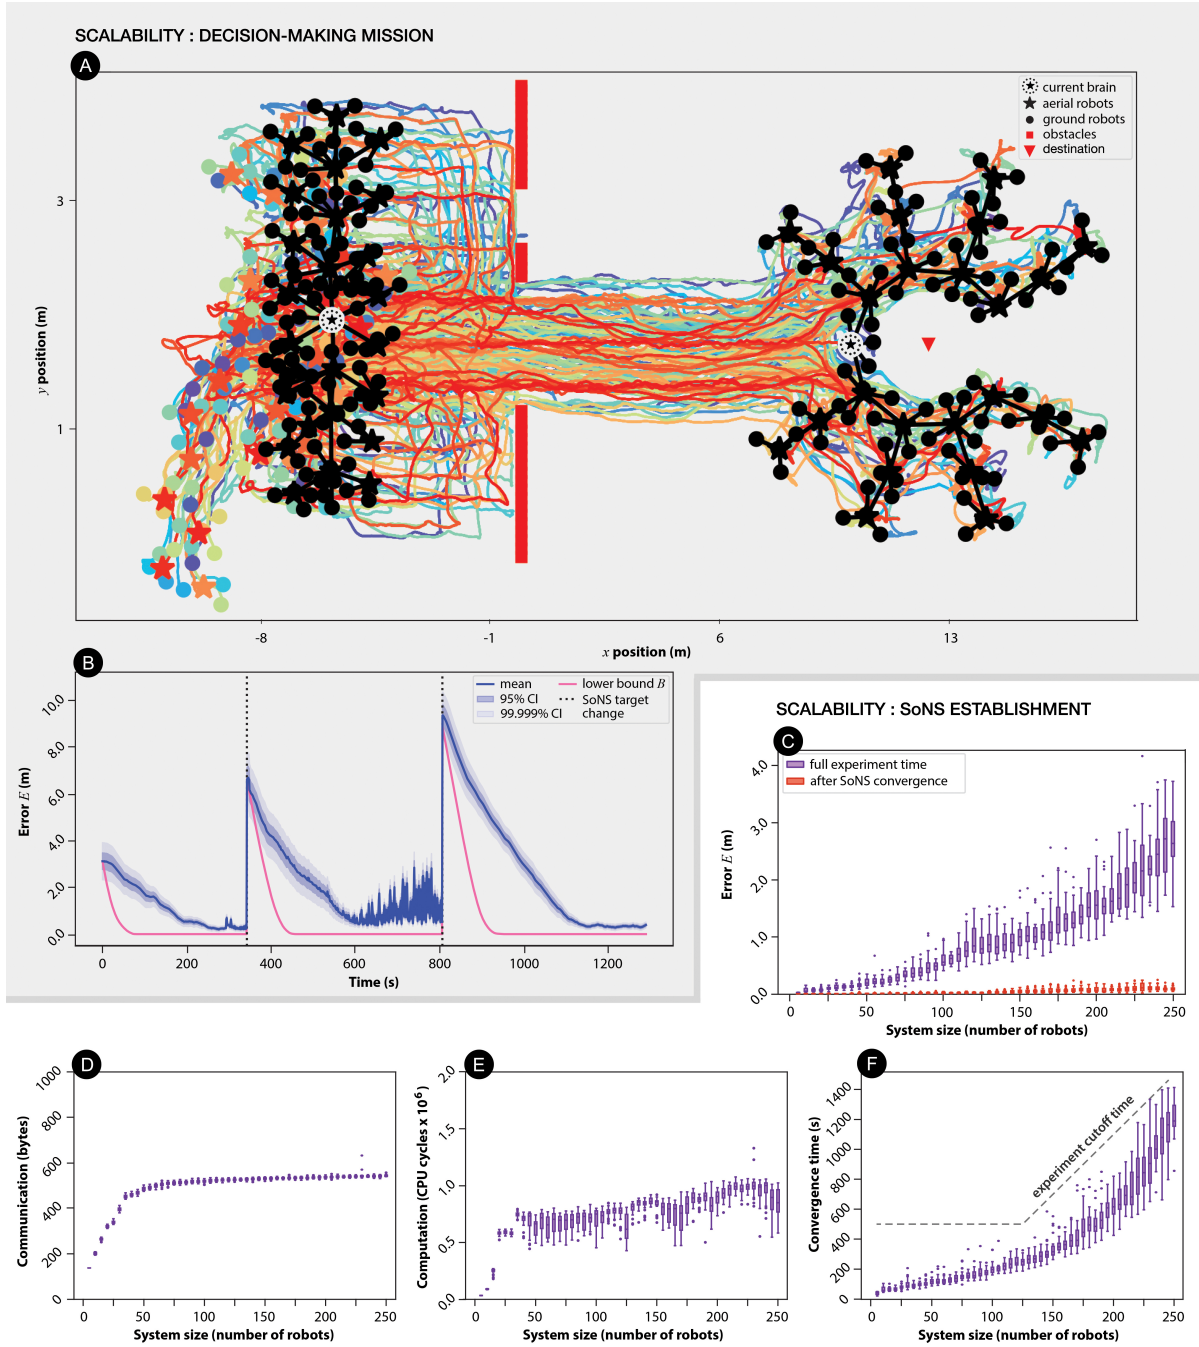 SCALABILITY : DECISION-MAKING MISSION
A
current brain
aerial robots
ground robots
obstacles
destination
3
1
y position (m)
-8
-1
6
13
x position (m)
B
mean
95% CI
99.999% CI
lower bound B
SoNS target
change
10.0
8.0
6.0
4.0
2.0
0.0
Error E (m)
0
200
400
600
800
1000
1200
Time (s)
SCALABILITY : SoNS ESTABLISHMENT
C
full experiment time
after SoNS convergence
4.0
3.0
2.0
1.0
0.0
Error E (m)
0
50
100
150
200
250
System size (number of robots)
D
1000
800
600
400
200
0
Communication (bytes)
0
50
100
150
200
250
System size (number of robots)
E
2.0
1.5
1.0
0.5
0.0
Computation (CPU cycles x 10⁶)
0
50
100
150
200
250
System size (number of robots)
F
experiment cutoff time
1400
1200
1000
800
600
400
200
0
Convergence time (s)
0
50
100
150
200
250
System size (number of robots)